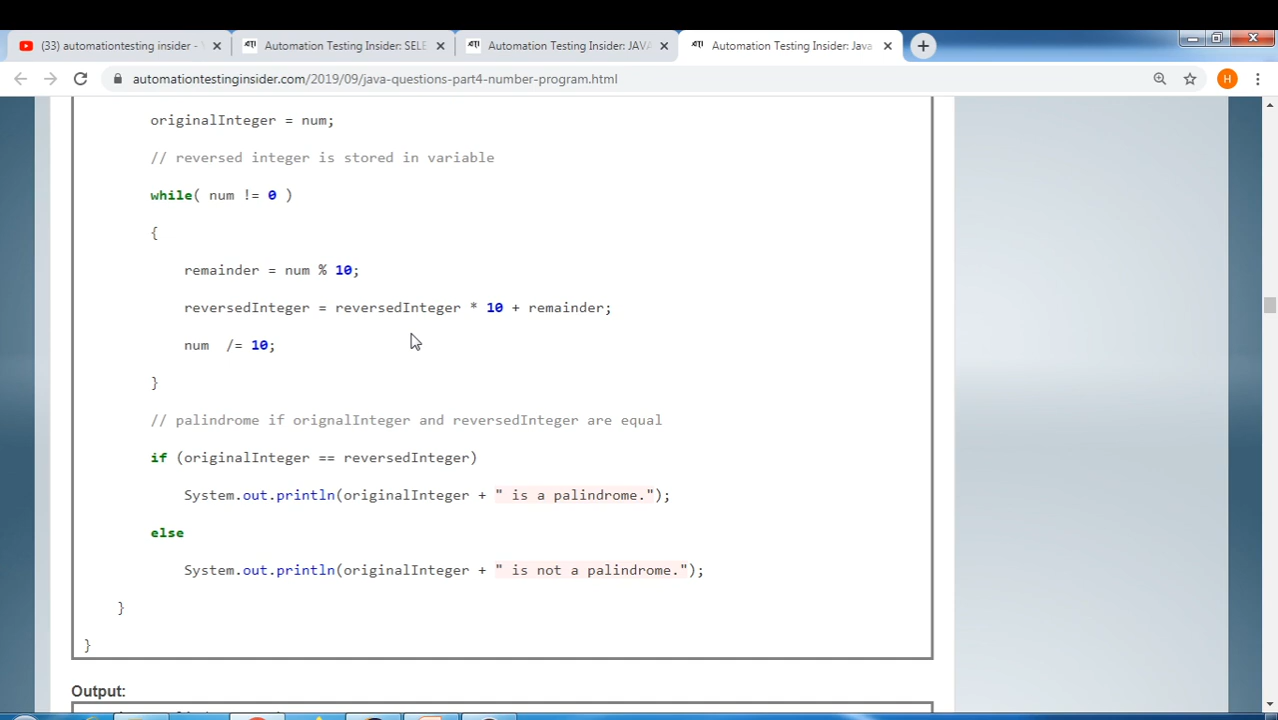 (33) automationtesting insider -
Automation Testing Insider: SELE
Automation Testing Insider: JAVA
Automation Testing Insider: Java
automationtestinginsider.com/2019/09/java-questions-part4-number-program.html
H
originalInteger = num;
// reversed integer is stored in variable
while( num != 0 )
{
remainder = num % 10;
reversedInteger = reversedInteger * 10 + remainder;
num  /= 10;
}
// palindrome if orignalInteger and reversedInteger are equal
if (originalInteger == reversedInteger)
System.out.println(originalInteger + " is a palindrome.");
else
System.out.println(originalInteger + " is not a palindrome.");
}
}
Output: